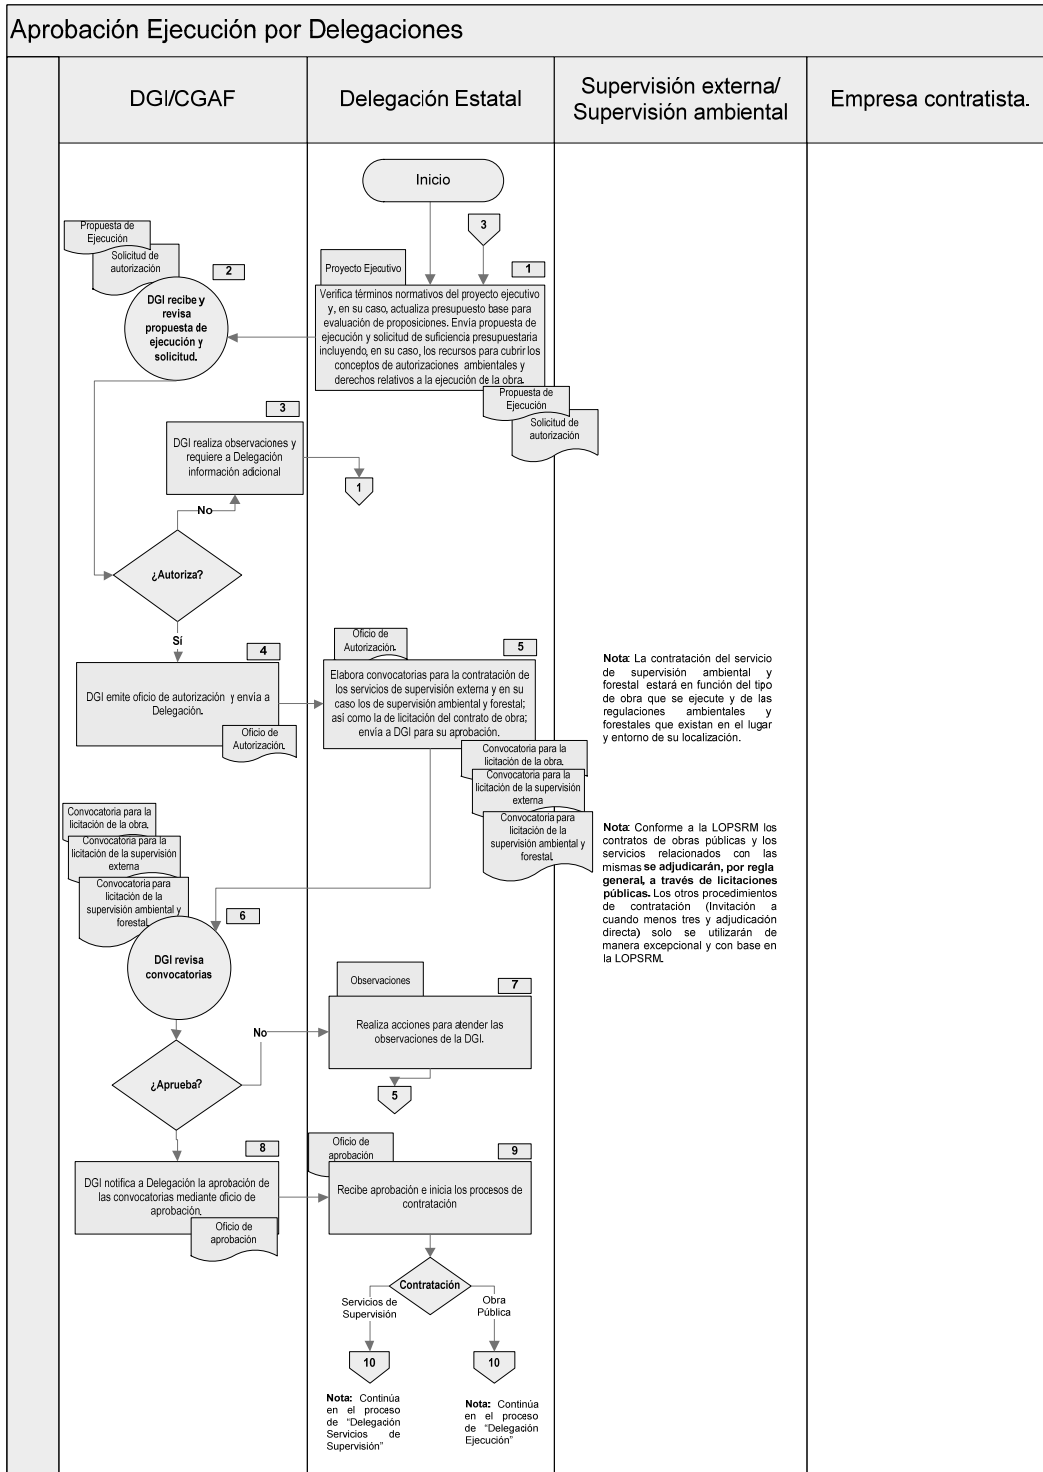 Aprobación Ejecución por Delegaciones
DGI/CGAF
Delegación Estatal
Supervisión externa/
Supervisión ambiental
Empresa contratista.
Inicio
3
Propuesta de
Ejecución
Solicitud de
autorización
2
DGI recibe y
revisa
propuesta de
ejecución y
solicitud.
Proyecto Ejecutivo
1
Verifica términos normativos del proyecto ejecutivo
y, en su caso, actualiza presupuesto base para
evaluación de proposiciones. Envía propuesta de
ejecución y solicitud de suficiencia presupuestaria
incluyendo, en su caso, los recursos para cubrir los
conceptos de autorizaciones ambientales y
derechos relativos a la ejecución de la obra.
Propuesta de
Ejecución
Solicitud de
autorización
3
DGI realiza observaciones y
requiere a Delegación
información adicional
1
No
¿Autoriza?
Sí
4
DGI emite oficio de autorización y envía a
Delegación.
Oficio de
Autorización.
Oficio de
Autorización.
5
Elabora convocatorias para la contratación de
los servicios de supervisión externa y en su
caso los de supervisión ambiental y forestal;
así como la de licitación del contrato de obra;
envía a DGI para su aprobación.
Convocatoria para la
licitación de la obra.
Convocatoria para la
licitación de la supervisión
externa
Convocatoria para
licitación de la
supervisión ambiental y
forestal.
Nota: La contratación del servicio
de supervisión ambiental y
forestal estará en función del tipo
de obra que se ejecute y de las
regulaciones ambientales y
forestales que existan en el lugar
y entorno de su localización.
Nota: Conforme a la LOPSRM los
contratos de obras públicas y los
servicios relacionados con las
mismas se adjudicarán, por regla
general, a través de licitaciones
públicas. Los otros procedimientos
de contratación (Invitación a
cuando menos tres y adjudicación
directa) solo se utilizarán de
manera excepcional y con base en
la LOPSRM.
Convocatoria para la
licitación de la obra.
Convocatoria para la
licitación de la supervisión
externa
Convocatoria para
licitación de la
supervisión ambiental y
forestal.
6
DGI revisa
convocatorias
Observaciones
7
Realiza acciones para atender las
observaciones de la DGI.
No
¿Aprueba?
5
8
DGI notifica a Delegación la aprobación de
las convocatorias mediante oficio de
aprobación.
Oficio de
aprobación
Oficio de
aprobación
9
Recibe aprobación e inicia los procesos de
contratación
Contratación
Servicios de
Supervisión
Obra
Pública
10
10
Nota: Continúa
en el proceso
de “Delegación
Servicios de
Supervisión”
Nota: Continúa
en el proceso
de “Delegación
Ejecución”